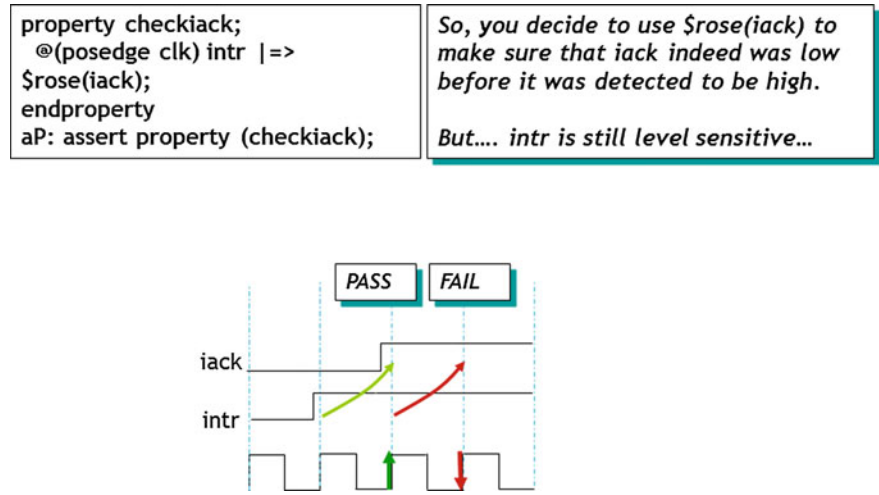 property checkiack;
@(posedge clk) intr |=>
$rose(iack);
endproperty
aP: assert property (checkiack);
So, you decide to use $rose(iack) to
make sure that iack indeed was low
before it was detected to be high.
But…. intr is still level sensitive…
PASS
FAIL
iack
intr